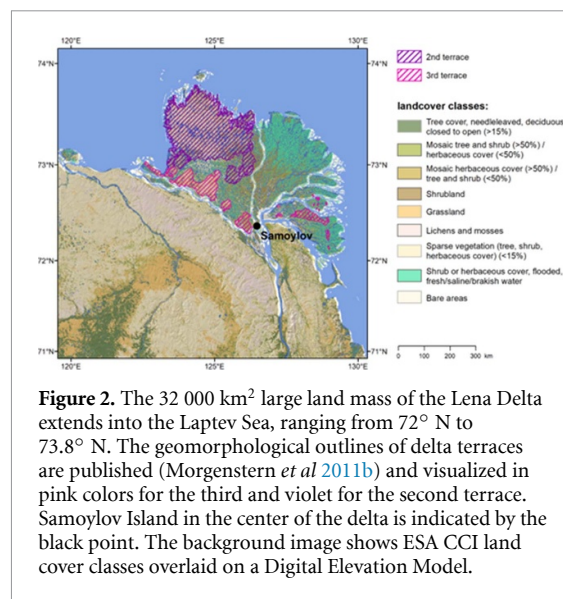 120°E 125°E 130°E
74°N 74°N
73°N 73°N
72°N 72°N
71°N 71°N
120°E 125°E 130°E
Samoylov
2nd terrace
3rd terrace
landcover classes:
Tree cover, needleleaved, deciduous
closed to open (>15%)
Mosaic tree and shrub (>50%) /
herbaceous cover (<50%)
Mosaic herbaceous cover (>50%) /
tree and shrub (<50%)
Shrubland
Grassland
Lichens and mosses
Sparse vegetation (tree, shrub,
herbaceous cover) (<15%)
Shrub or herbaceous cover, flooded,
fresh/saline/brakish water
Bare areas
0 100 200 300 km
Figure 2. The 32 000 km² large land mass of the Lena Delta
extends into the Laptev Sea, ranging from 72° N to
73.8° N. The geomorphological outlines of delta terraces
are published (Morgenstern et al 2011b) and visualized in
pink colors for the third and violet for the second terrace.
Samoylov Island in the center of the delta is indicated by the
black point. The background image shows ESA CCI land
cover classes overlaid on a Digital Elevation Model.